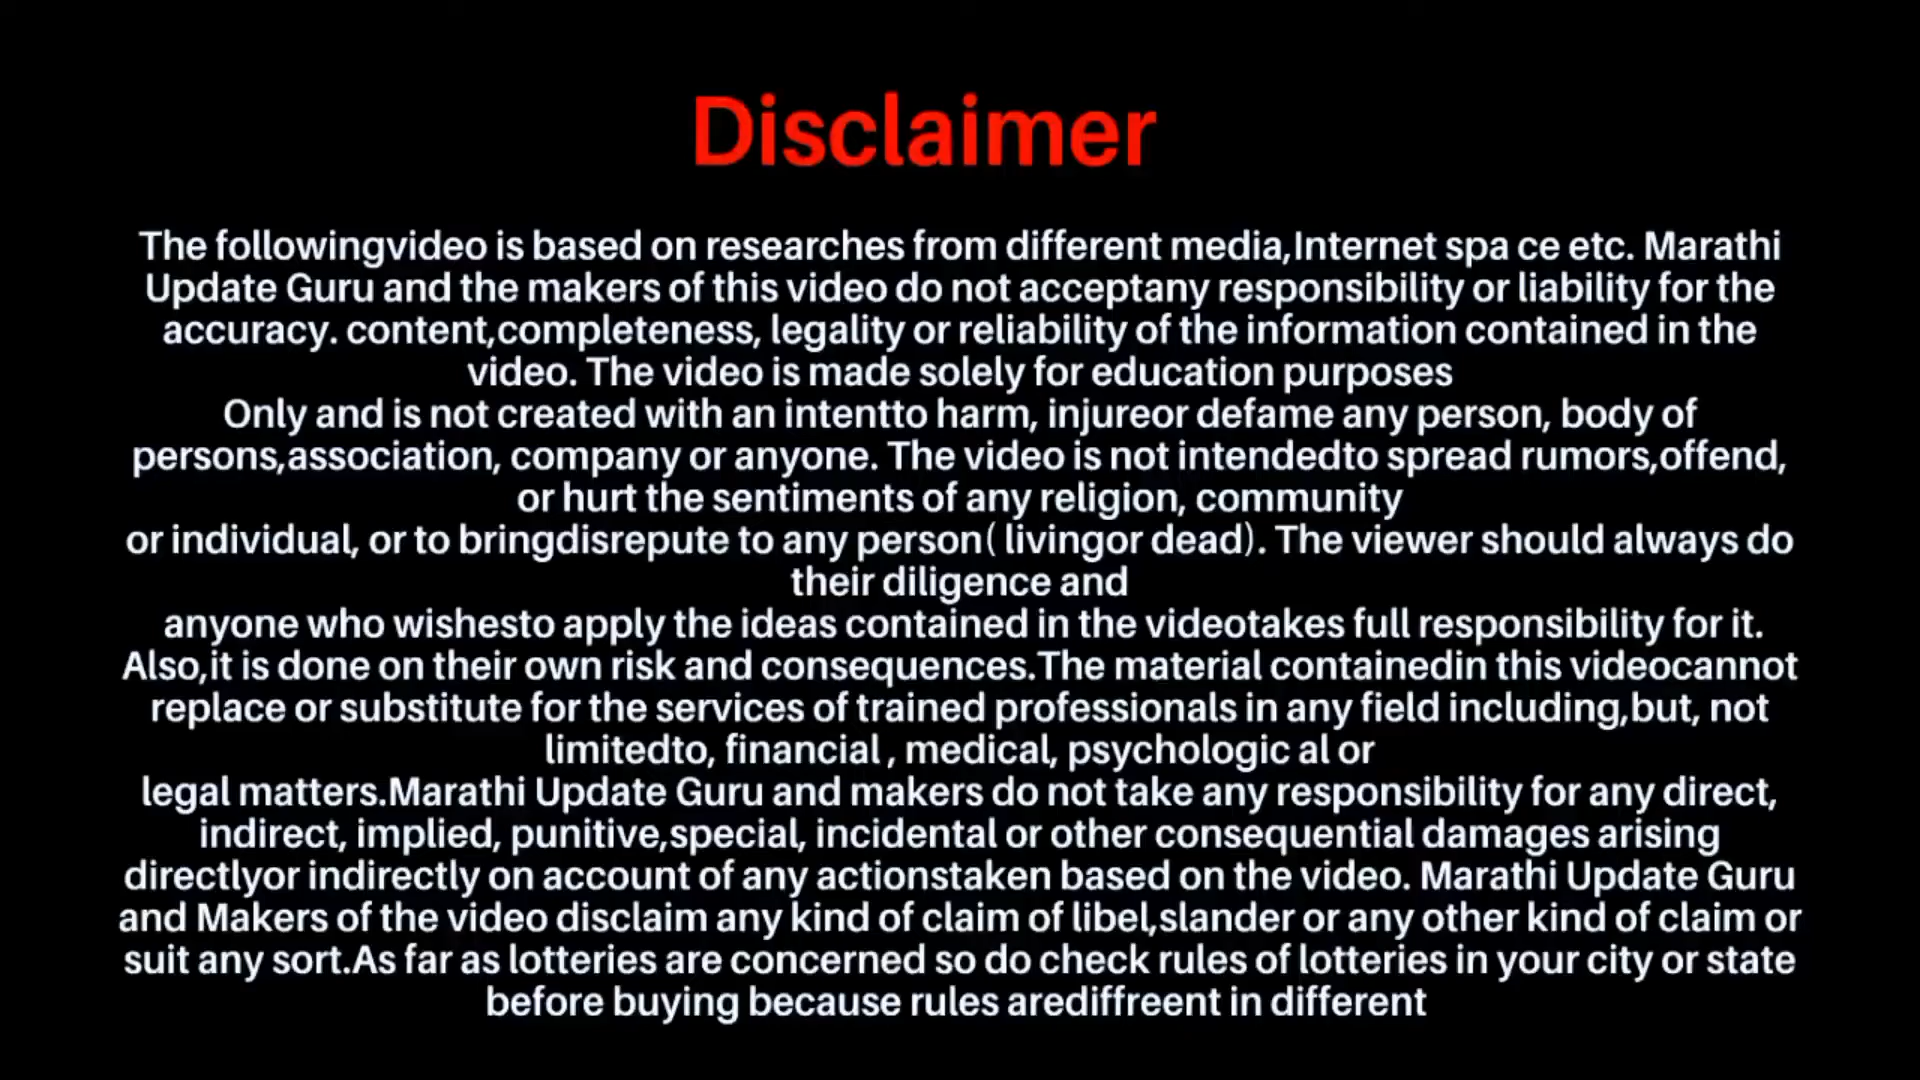 Disclaimer
The followingvideo is based on researches from different media,Internet spa ce etc. Marathi
Update Guru and the makers of this video do not acceptany responsibility or liability for the
accuracy. content,completeness, legality or reliability of the information contained in the
video. The video is made solely for education purposes
Only and is not created with an intentto harm, injureor defame any person, body of
persons,association, company or anyone. The video is not intendedto spread rumors,offend,
or hurt the sentiments of any religion, community
or individual, or to bringdisrepute to any person( livingor dead). The viewer should always do
their diligence and
anyone who wishesto apply the ideas contained in the videotakes full responsibility for it.
Also,it is done on their own risk and consequences.The material containedin this videocannot
replace or substitute for the services of trained professionals in any field including,but, not
limitedto, financial , medical, psychologic al or
legal matters.Marathi Update Guru and makers do not take any responsibility for any direct,
indirect, implied, punitive,special, incidental or other consequential damages arising
directlyor indirectly on account of any actionstaken based on the video. Marathi Update Guru
and Makers of the video disclaim any kind of claim of libel,slander or any other kind of claim or
suit any sort.As far as lotteries are concerned so do check rules of lotteries in your city or state
before buying because rules arediffreent in different